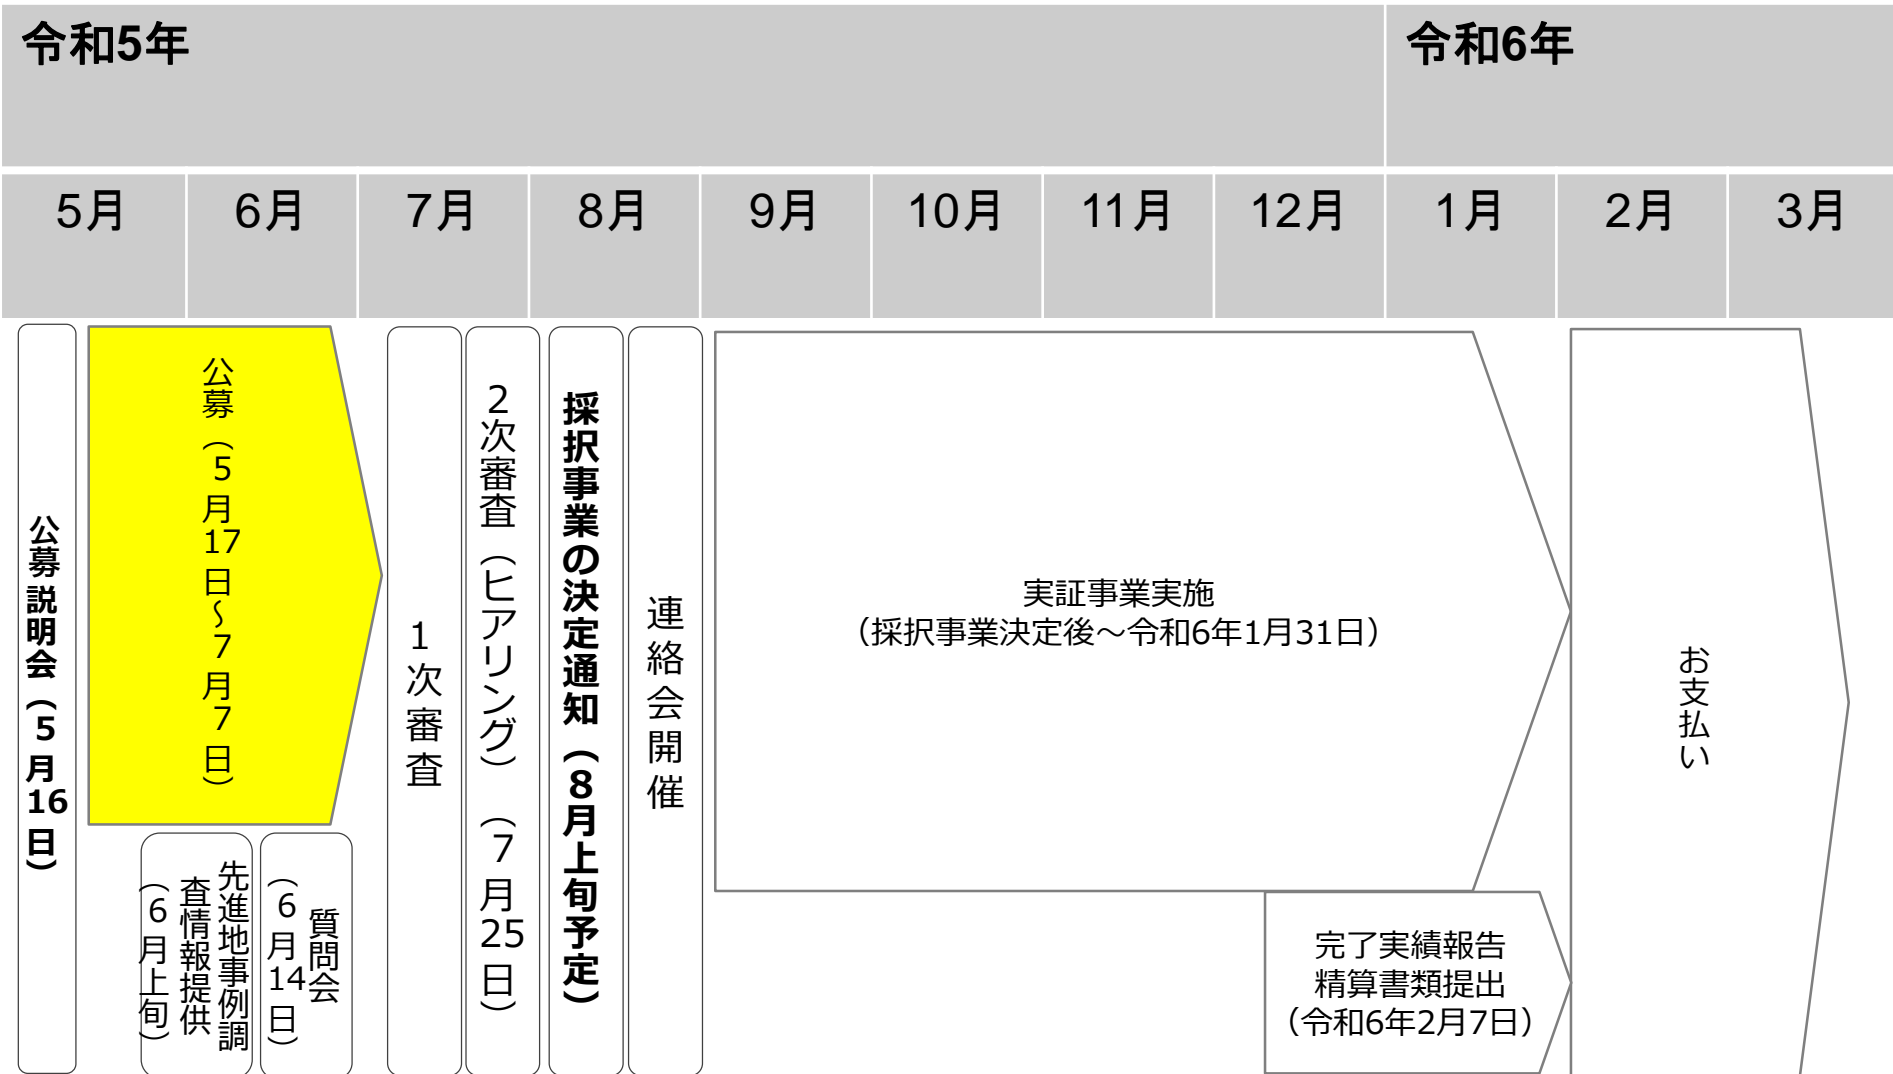 令和5年
令和6年
5月
6月
7月
8月
9月
10月
11月
12月
1月
2月
3月
公募説明会（5月16日）
公募（5月17日～7月7日）
先進地事例調
査情報提供
（6月上旬）
質問会
（6月14日）
1次審査
2次審査（ヒアリング）（7月25日）
採択事業の決定通知（8月上旬予定）
連絡会開催
実証事業実施
（採択事業決定後～令和6年1月31日）
完了実績報告
精算書類提出
（令和6年2月7日）
お支払い